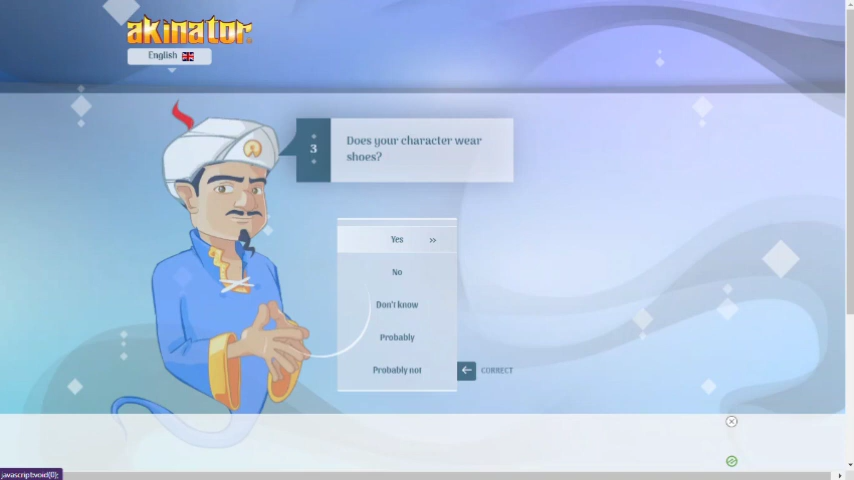 akinator
English
3
Does your character wear
shoes?
Yes
No
Don't know
Probably
Probably not
CORRECT
javascript:void(0);